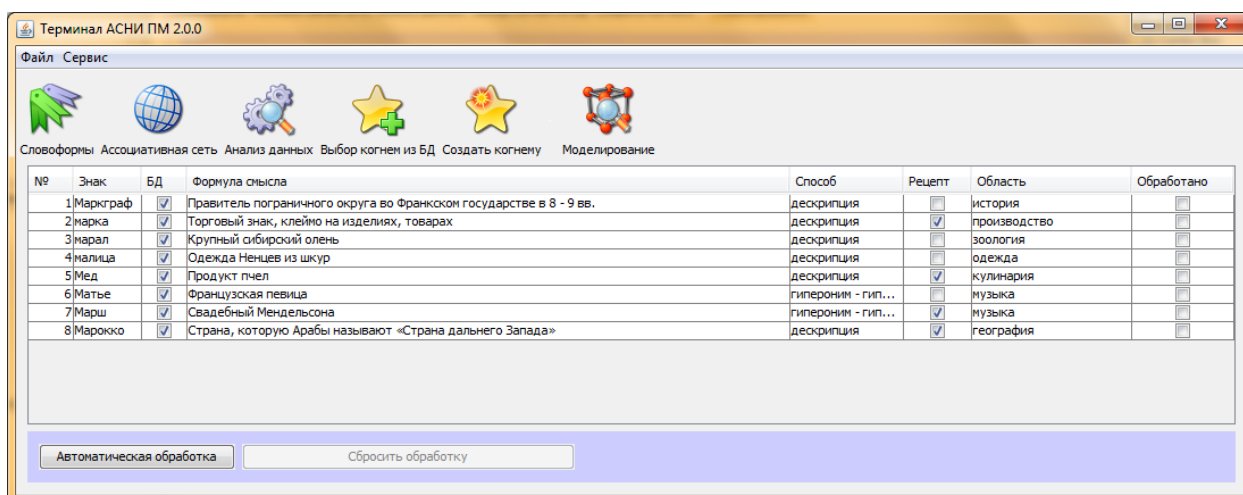 Терминал АСНИ ПМ 2.0.0
Файл Сервис
Словоформы Ассоциативная сеть Анализ данных Выбор когнем из БД Создать когнему Моделирование
№ Знак БД Формула смысла Способ Рецепт Область Обработано
1 Маркграф Правитель пограничного округа во Франкском государстве в 8 - 9 вв. дескрипция история
2 марка Торговый знак, клеймо на изделиях, товарах дескрипция производство
3 марал Крупный сибирский олень дескрипция зоология
4 малица Одежда Ненцев из шкур дескрипция одежда
5 Мед Продукт пчел дескрипция кулинария
6 Матье Французская певица гипероним - гип... музыка
7 Марш Свадебный Мендельсона гипероним - гип... музыка
8 Марокко Страна, которую Арабы называют «Страна дальнего Запада» дескрипция география
Автоматическая обработка Сбросить обработку